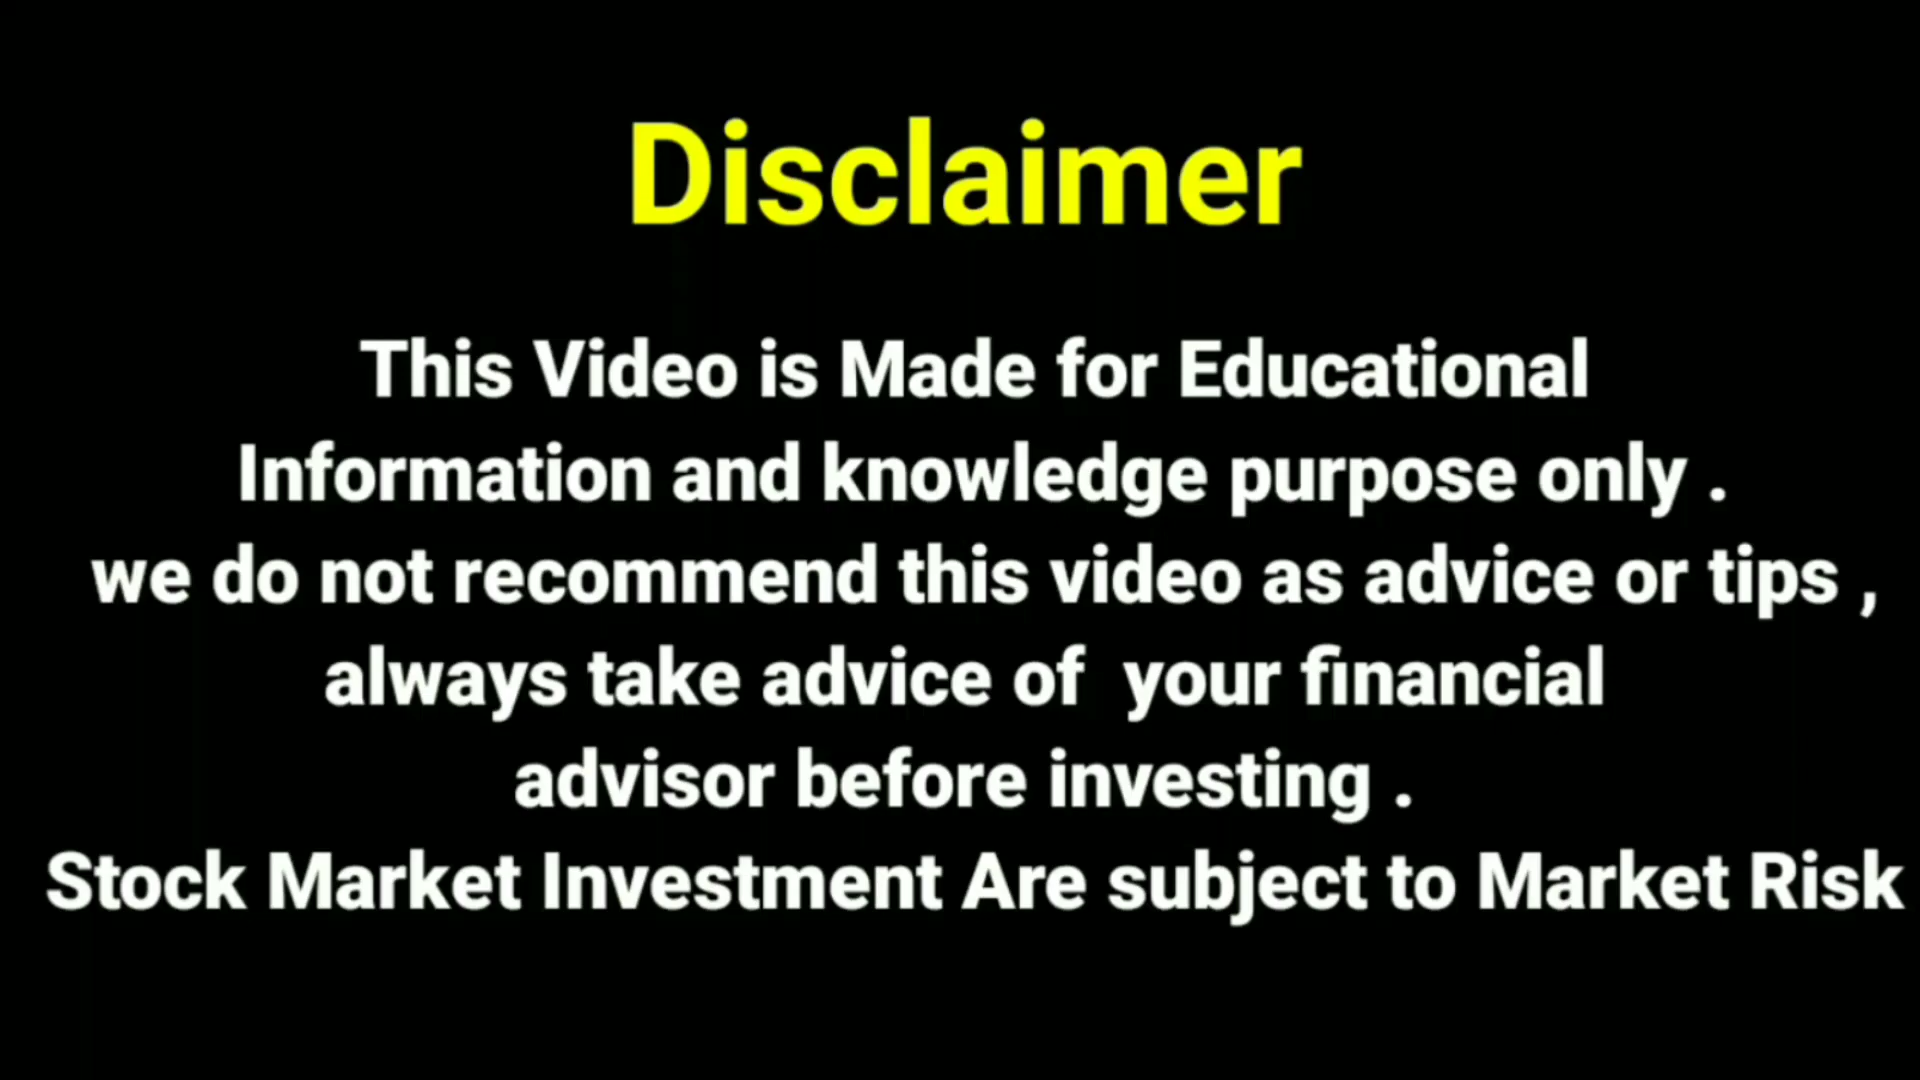 Disclaimer
This Video is Made for Educational
Information and knowledge purpose only .
we do not recommend this video as advice or tips ,
always take advice of  your financial
advisor before investing .
Stock Market Investment Are subject to Market Risk